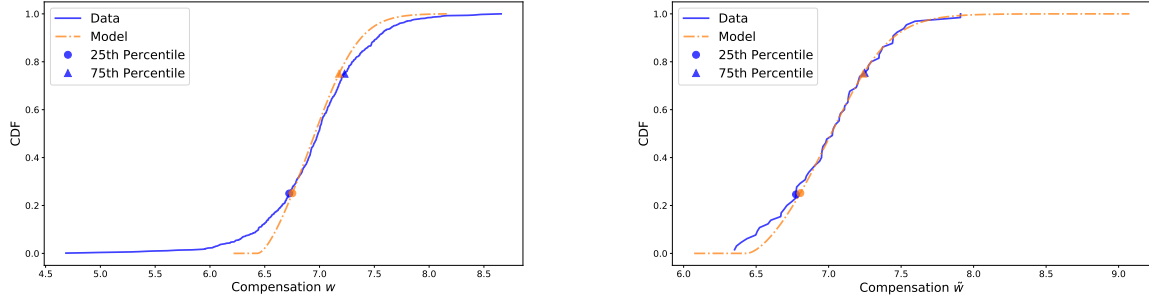 Data
Model
25th Percentile
75th Percentile
CDF
1.0
0.8
0.6
0.4
0.2
0.0
4.5 5.0 5.5 6.0 6.5 7.0 7.5 8.0 8.5
Compensation w
Data
Model
25th Percentile
75th Percentile
CDF
1.0
0.8
0.6
0.4
0.2
0.0
6.0 6.5 7.0 7.5 8.0 8.5 9.0
Compensation w̃